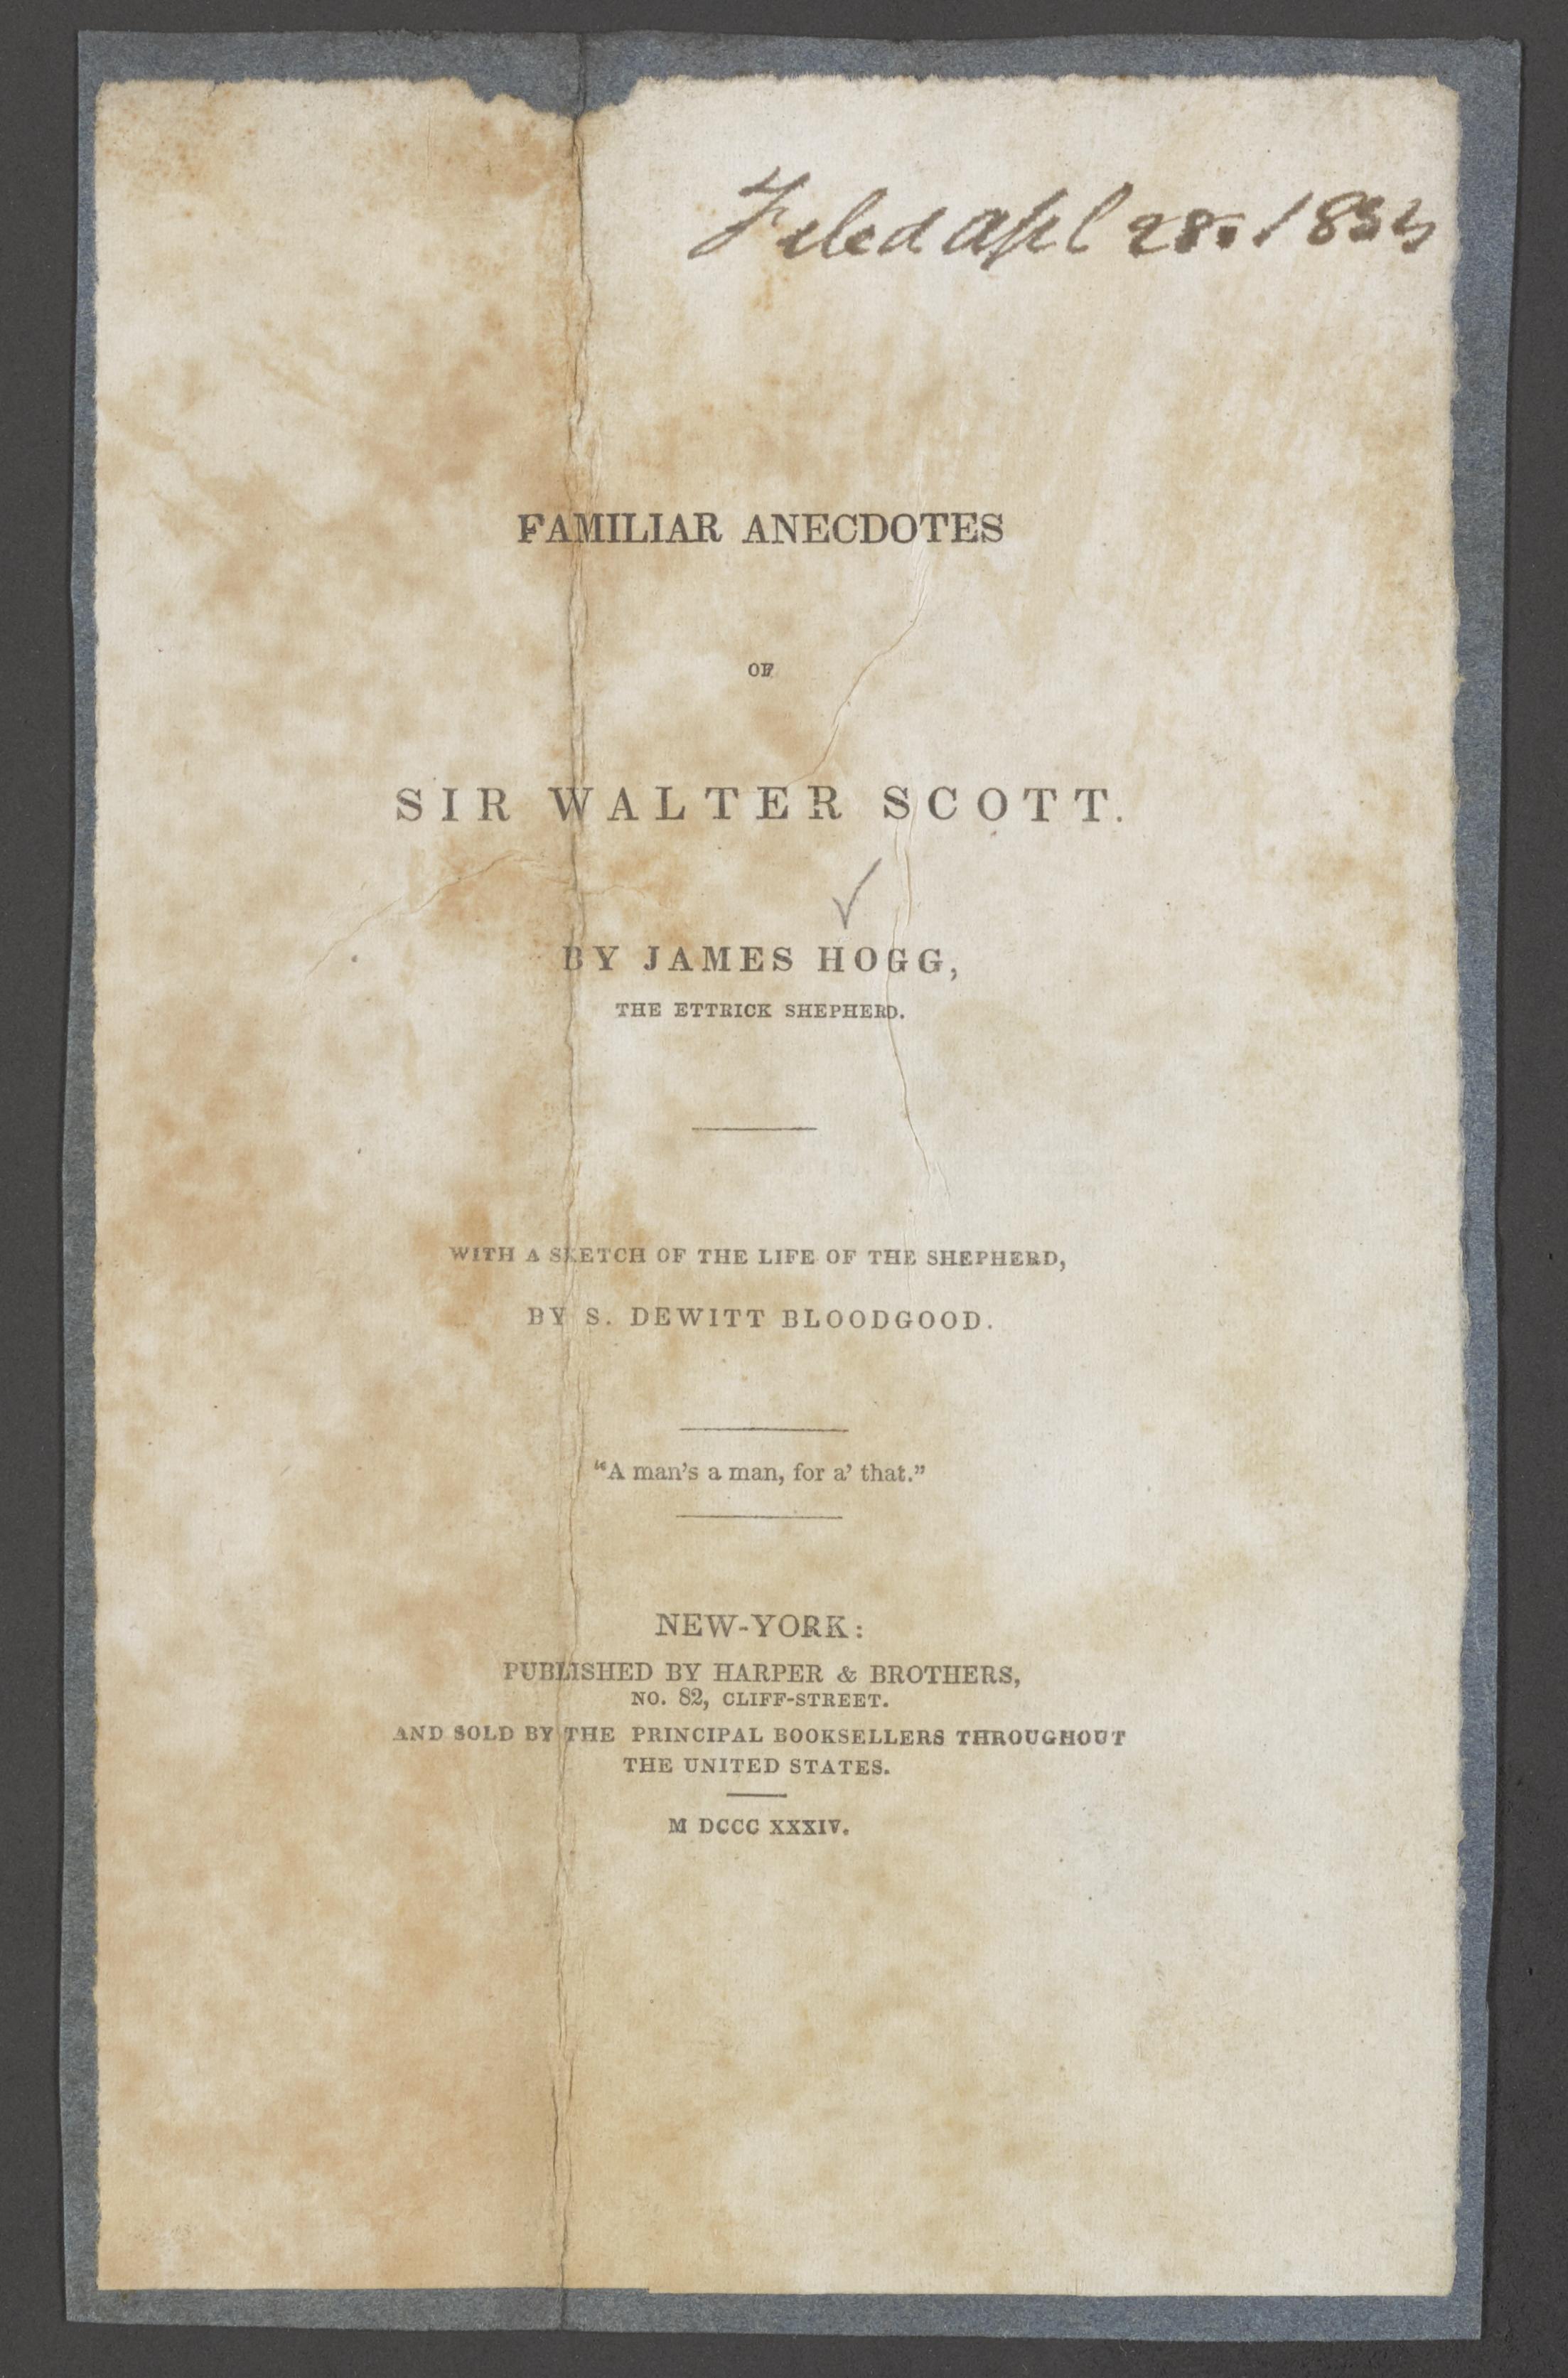 Filed apl 28. 1834
FAMILIAR ANECDOTES
OF
SIR WALTER SCOTT.
BY JAMES HOGG,
THE ETTRICK SHEPHERD.
WITH A SKETCH OF THE LIFE OF THE SHEPHERD,
BY S. DEWITT BLOODGOOD.
"A man's a man, for a' that."
NEW-YORK:
PUBLISHED BY HARPER & BROTHERS,
NO. 82, CLIFF-STREET.
AND SOLD BY THE PRINCIPAL BOOKSELLERS THROUGHOUT
THE UNITED STATES.
M DCCC XXXIV.